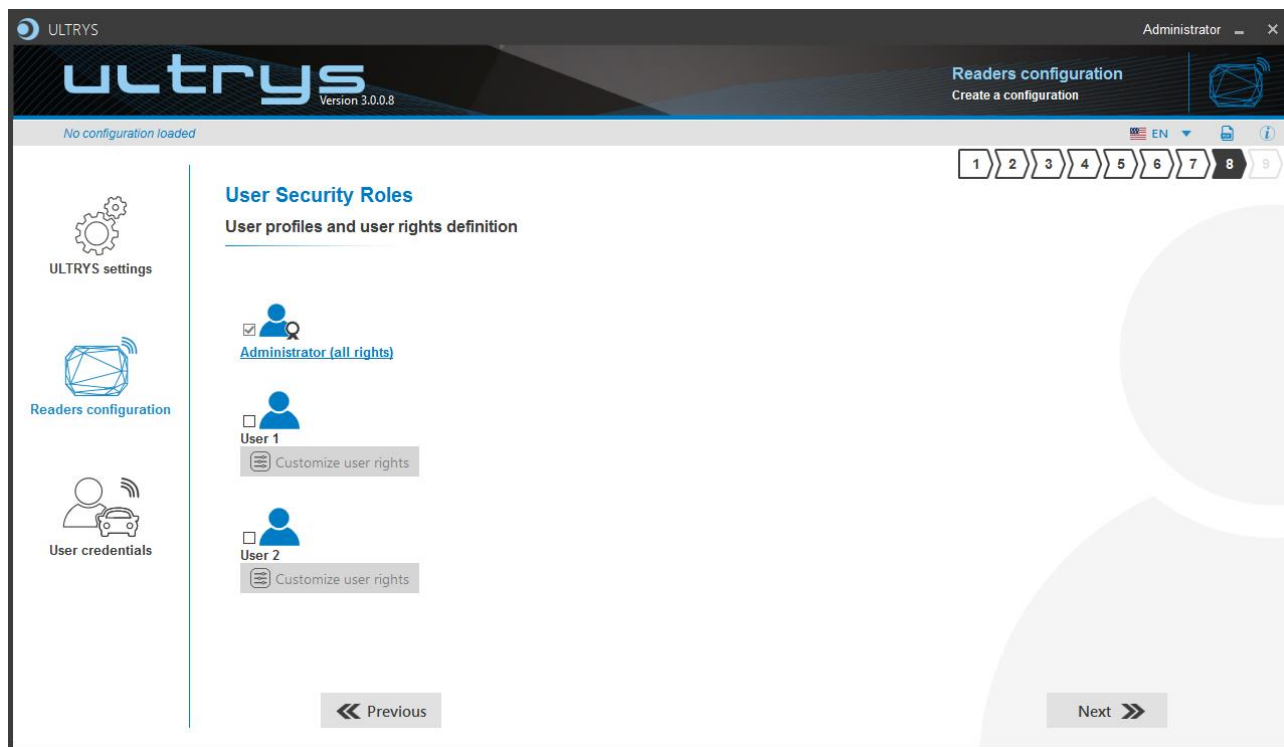 ULTRYS
Administrator
ultrys
Version 3.0.0.8
Readers configuration
Create a configuration
No configuration loaded
EN
1 2 3 4 5 6 7 8 9
User Security Roles
User profiles and user rights definition
ULTRYS settings
Readers configuration
User credentials
Administrator (all rights)
User 1
Customize user rights
User 2
Customize user rights
Previous
Next